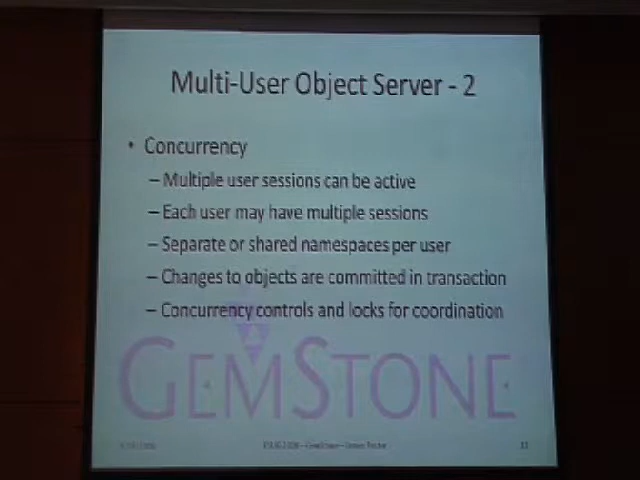 Multi-User Object Server - 2
• Concurrency
– Multiple user sessions can be active
– Each user may have multiple sessions
– Separate or shared namespaces per user
– Changes to objects are committed in transaction
– Concurrency controls and locks for coordination
GEMSTONE